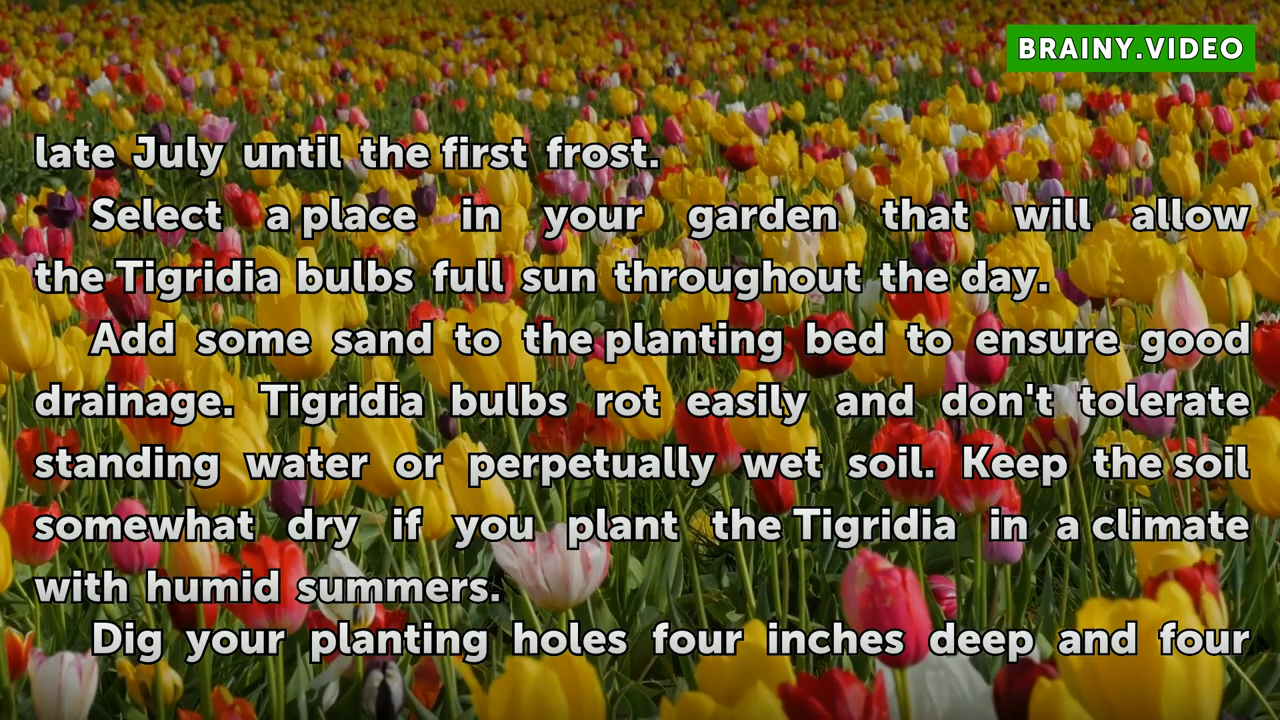 BRAINY.VIDEO
late July until the first frost.
Select a place in your garden that will allow
the Tigridia bulbs full sun throughout the day.
Add some sand to the planting bed to ensure good
drainage. Tigridia bulbs rot easily and don't tolerate
standing water or perpetually wet soil. Keep the soil
somewhat dry if you plant the Tigridia in a climate
with humid summers.
Dig your planting holes four inches deep and four